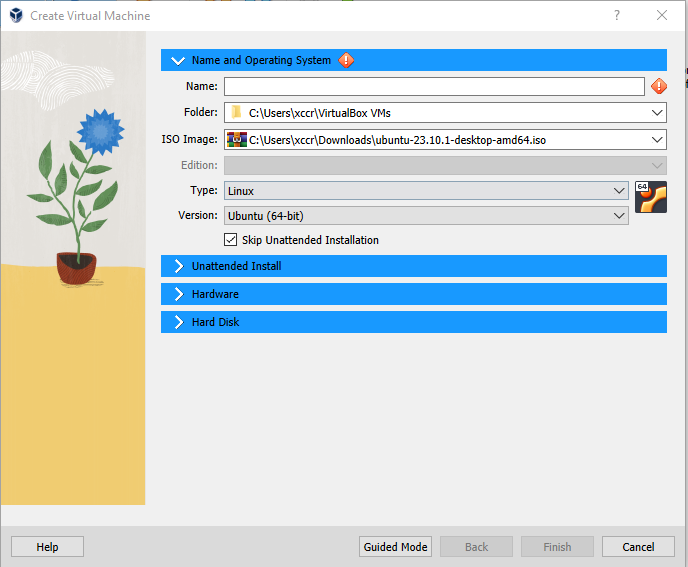 Create Virtual Machine
Name and Operating System
Name:
Folder: C:\Users\xccr\VirtualBox VMs
ISO Image: C:\Users\xccr\Downloads\ubuntu-23.10.1-desktop-amd64.iso
Edition:
Type: Linux
64
Version: Ubuntu (64-bit)
Skip Unattended Installation
Unattended Install
Hardware
Hard Disk
Help Guided Mode Back Finish Cancel